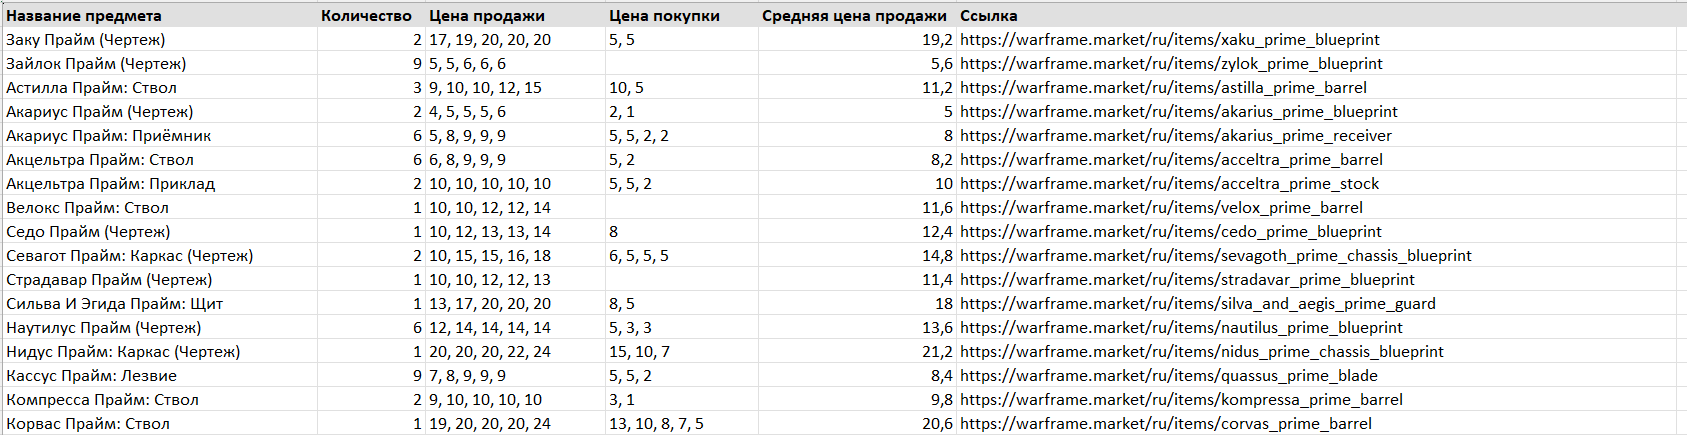 Название предмета Количество Цена продажи Цена покупки Средняя цена продажи Ссылка
Заку Прайм (Чертеж) 2 17, 19, 20, 20, 20 5, 5 19,2 https://warframe.market/ru/items/xaku_prime_blueprint
Зайлок Прайм (Чертеж) 9 5, 5, 6, 6, 6 5,6 https://warframe.market/ru/items/zylok_prime_blueprint
Астилла Прайм: Ствол 3 9, 10, 10, 12, 15 10, 5 11,2 https://warframe.market/ru/items/astilla_prime_barrel
Акариус Прайм (Чертеж) 2 4, 5, 5, 5, 6 2, 1 5 https://warframe.market/ru/items/akarius_prime_blueprint
Акариус Прайм: Приёмник 6 5, 8, 9, 9, 9 5, 5, 2, 2 8 https://warframe.market/ru/items/akarius_prime_receiver
Акцельтра Прайм: Ствол 6 6, 8, 9, 9, 9 5, 2 8,2 https://warframe.market/ru/items/acceltra_prime_barrel
Акцельтра Прайм: Приклад 2 10, 10, 10, 10, 10 5, 5, 2 10 https://warframe.market/ru/items/acceltra_prime_stock
Велокс Прайм: Ствол 1 10, 10, 12, 12, 14 11,6 https://warframe.market/ru/items/velox_prime_barrel
Седо Прайм (Чертеж) 1 10, 12, 13, 13, 14 8 12,4 https://warframe.market/ru/items/cedo_prime_blueprint
Севагот Прайм: Каркас (Чертеж) 2 10, 15, 15, 16, 18 6, 5, 5, 5 14,8 https://warframe.market/ru/items/sevagoth_prime_chassis_blueprint
Страдавар Прайм (Чертеж) 1 10, 10, 12, 12, 13 11,4 https://warframe.market/ru/items/stradavar_prime_blueprint
Сильва И Эгида Прайм: Щит 1 13, 17, 20, 20, 20 8, 5 18 https://warframe.market/ru/items/silva_and_aegis_prime_guard
Наутилус Прайм (Чертеж) 6 12, 14, 14, 14, 14 5, 3, 3 13,6 https://warframe.market/ru/items/nautilus_prime_blueprint
Нидус Прайм: Каркас (Чертеж) 1 20, 20, 20, 22, 24 15, 10, 7 21,2 https://warframe.market/ru/items/nidus_prime_chassis_blueprint
Кассус Прайм: Лезвие 9 7, 8, 9, 9, 9 5, 5, 2 8,4 https://warframe.market/ru/items/quassus_prime_blade
Компресса Прайм: Ствол 2 9, 10, 10, 10, 10 3, 1 9,8 https://warframe.market/ru/items/kompressa_prime_barrel
Корвас Прайм: Ствол 1 19, 20, 20, 20, 24 13, 10, 8, 7, 5 20,6 https://warframe.market/ru/items/corvas_prime_barrel